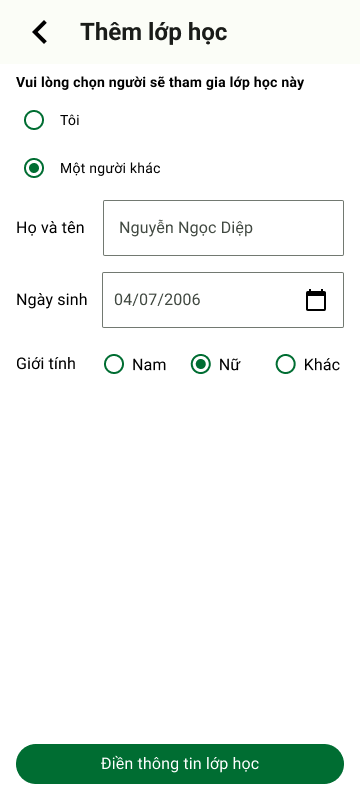 Thêm lớp học
Vui lòng chọn người sẽ tham gia lớp học này
Tôi
Một người khác
Họ và tên Nguyễn Ngọc Diệp
Ngày sinh 04/07/2006
Giới tính Nam Nữ Khác
Điền thông tin lớp học